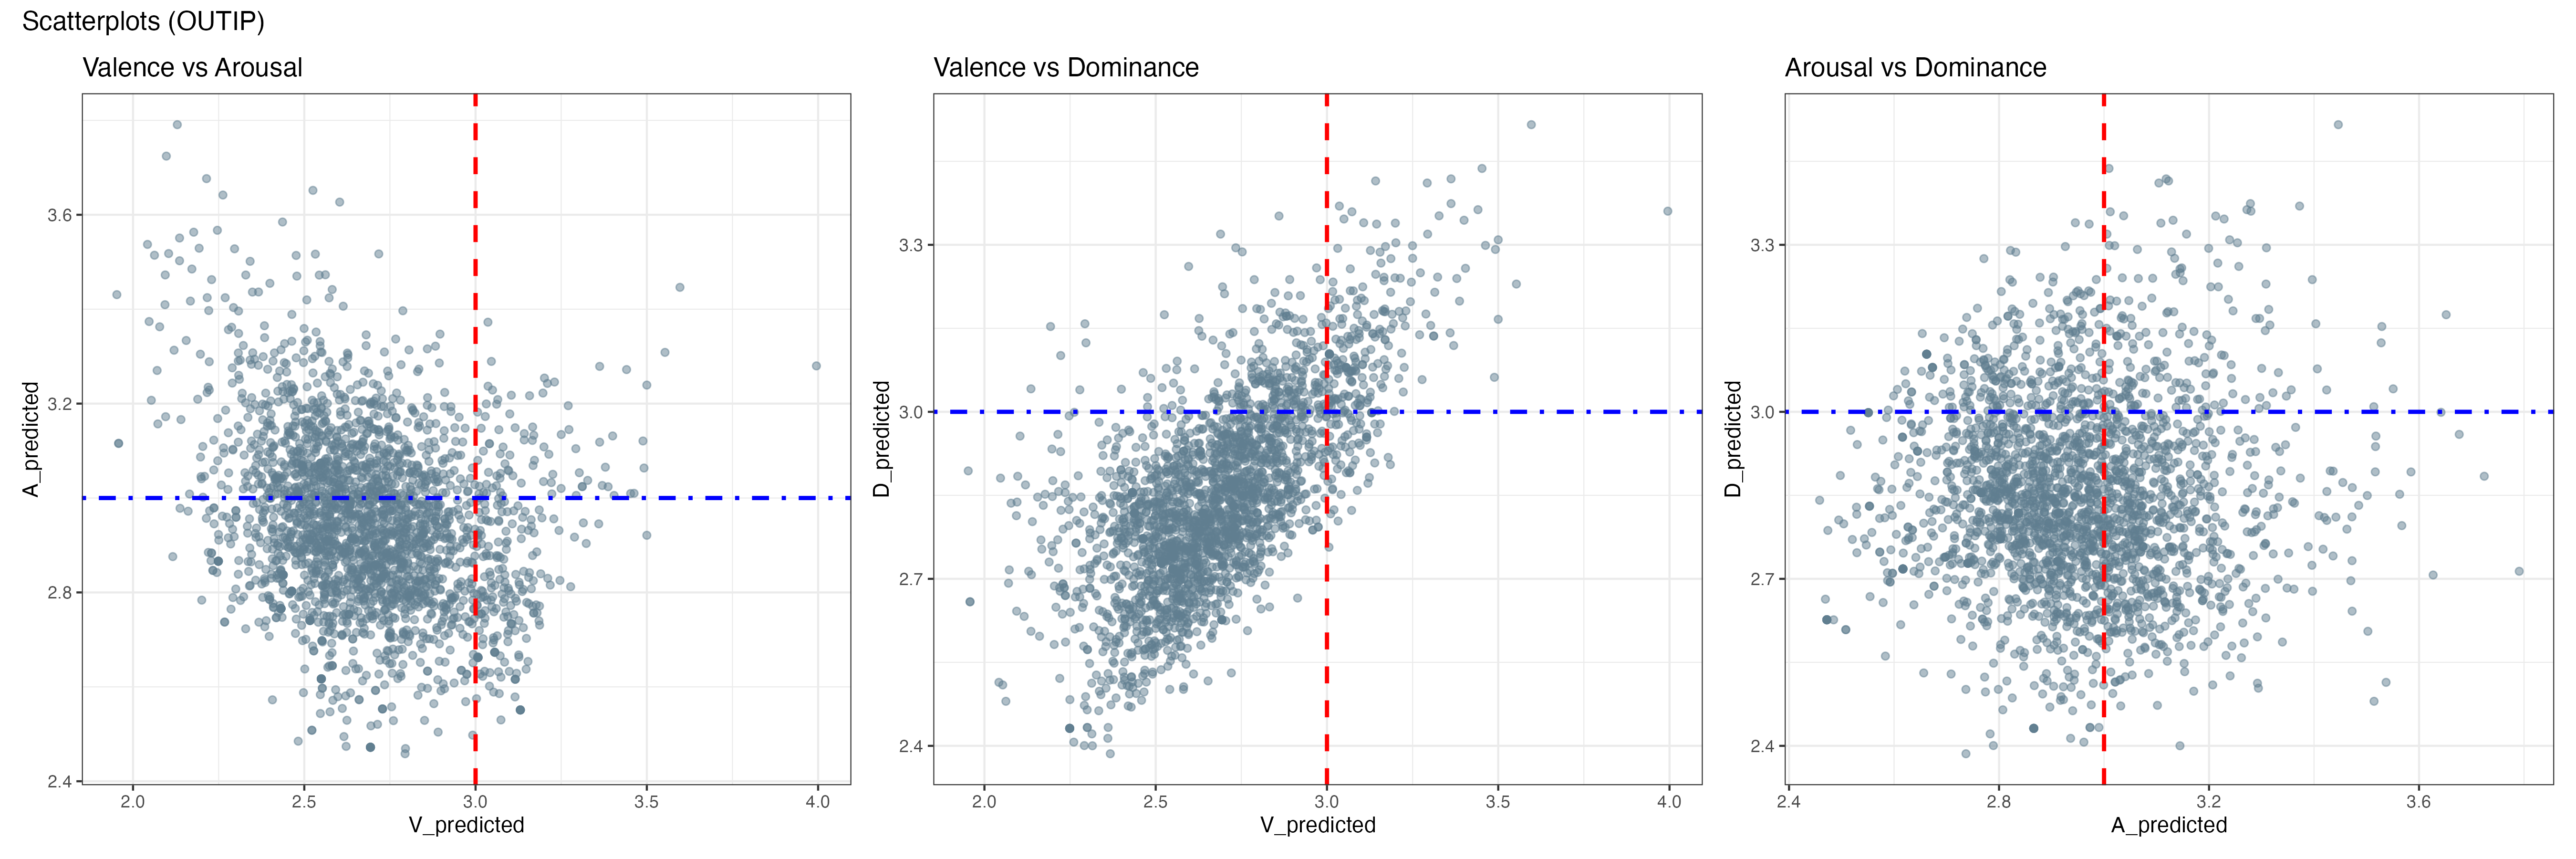 Scatterplots (OUTIP)
Valence vs Arousal
A_predicted
3.6
3.2
2.8
2.4
2.0 2.5 3.0 3.5 4.0
V_predicted
Valence vs Dominance
D_predicted
3.3
3.0
2.7
2.4
2.0 2.5 3.0 3.5 4.0
V_predicted
Arousal vs Dominance
D_predicted
3.3
3.0
2.7
2.4
2.4 2.8 3.2 3.6
A_predicted